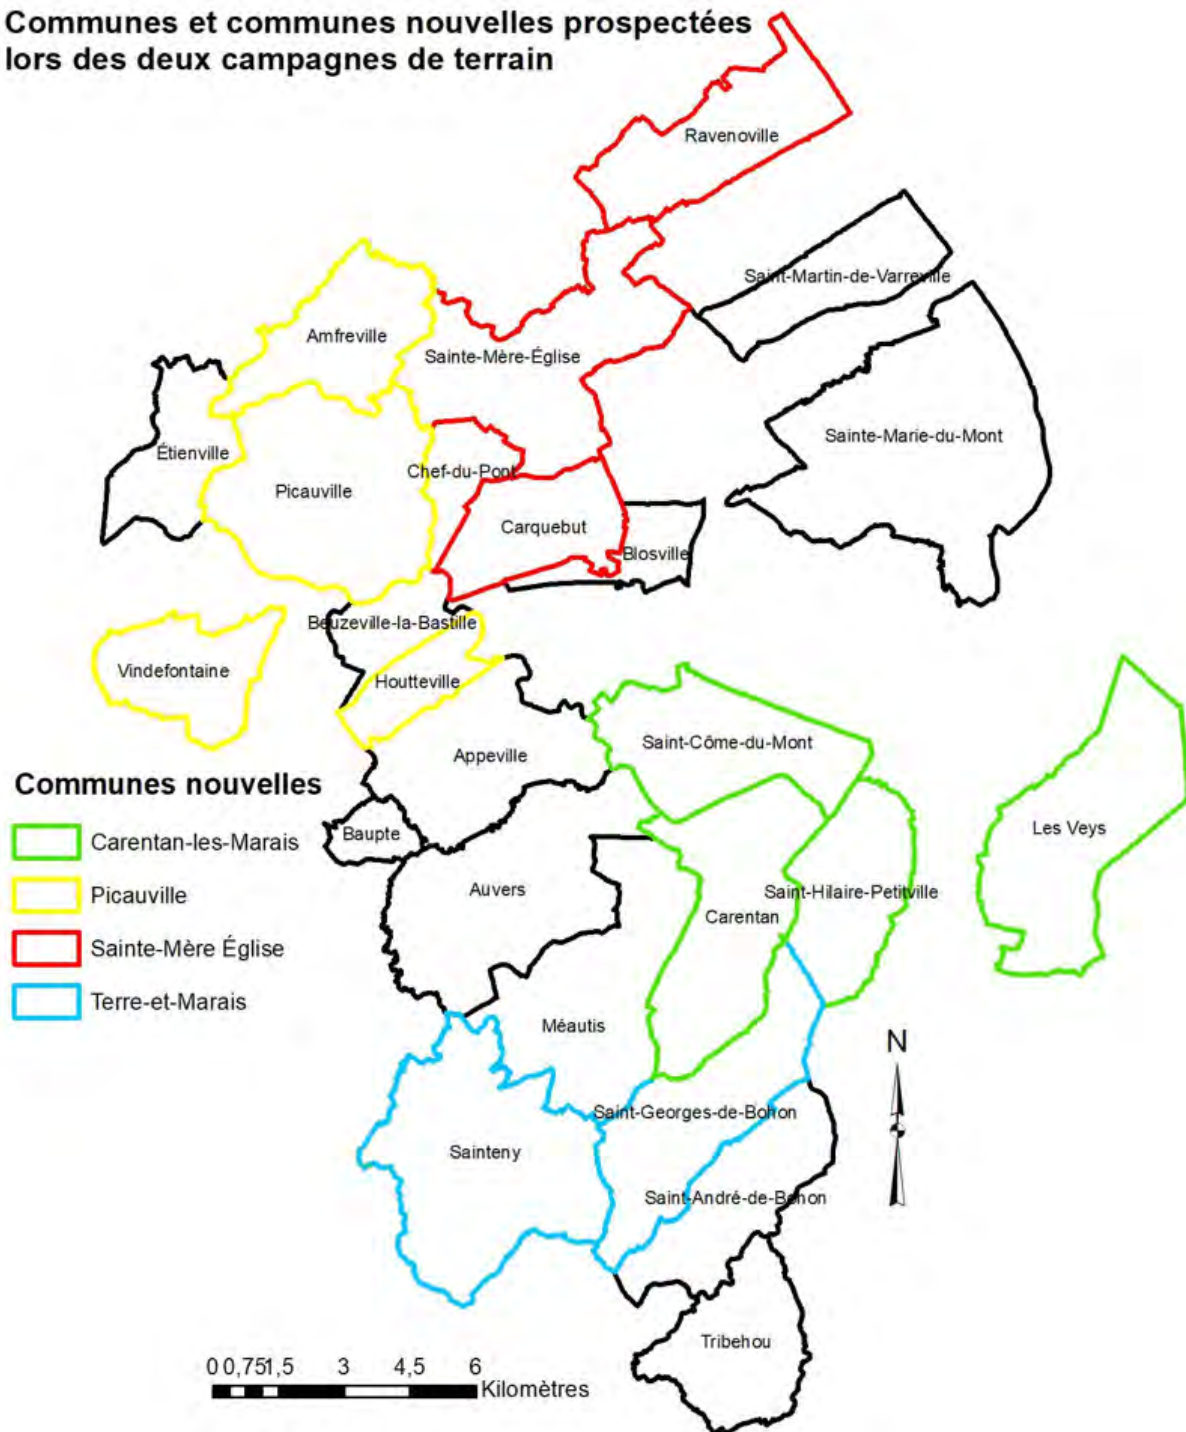 Communes et communes nouvelles prospectées
lors des deux campagnes de terrain
Ravenoville
Saint-Martin-de-Varreville
Amfreville
Sainte-Mère-Église
Sainte-Marie-du-Mont
Étienville
Chef-du-Pont
Picauville
Carquebut
Blosville
Beuzeville-la-Bastille
Vindefontaine
Houtteville
Saint-Côme-du-Mont
Appeville
Communes nouvelles
Carentan-les-Marais
Picauville
Sainte-Mère Église
Terre-et-Marais
Baupte
Les Veys
Auvers
Saint-Hilaire-Petitville
Carentan
Méautis
N
Saint-Georges-de-Bohon
Sainteny
Saint-André-de-Bohon
Tribehou
0 0,75 1,5 3 4,5 6
Kilomètres